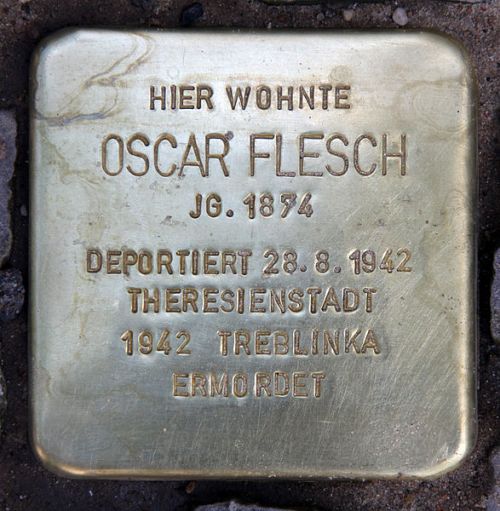 HIER WOHNTE
OSCAR FLESCH
JG. 1874
DEPORTIERT 28.8.1942
THERESIENSTADT
1942 TREBLINKA
ERMORDET